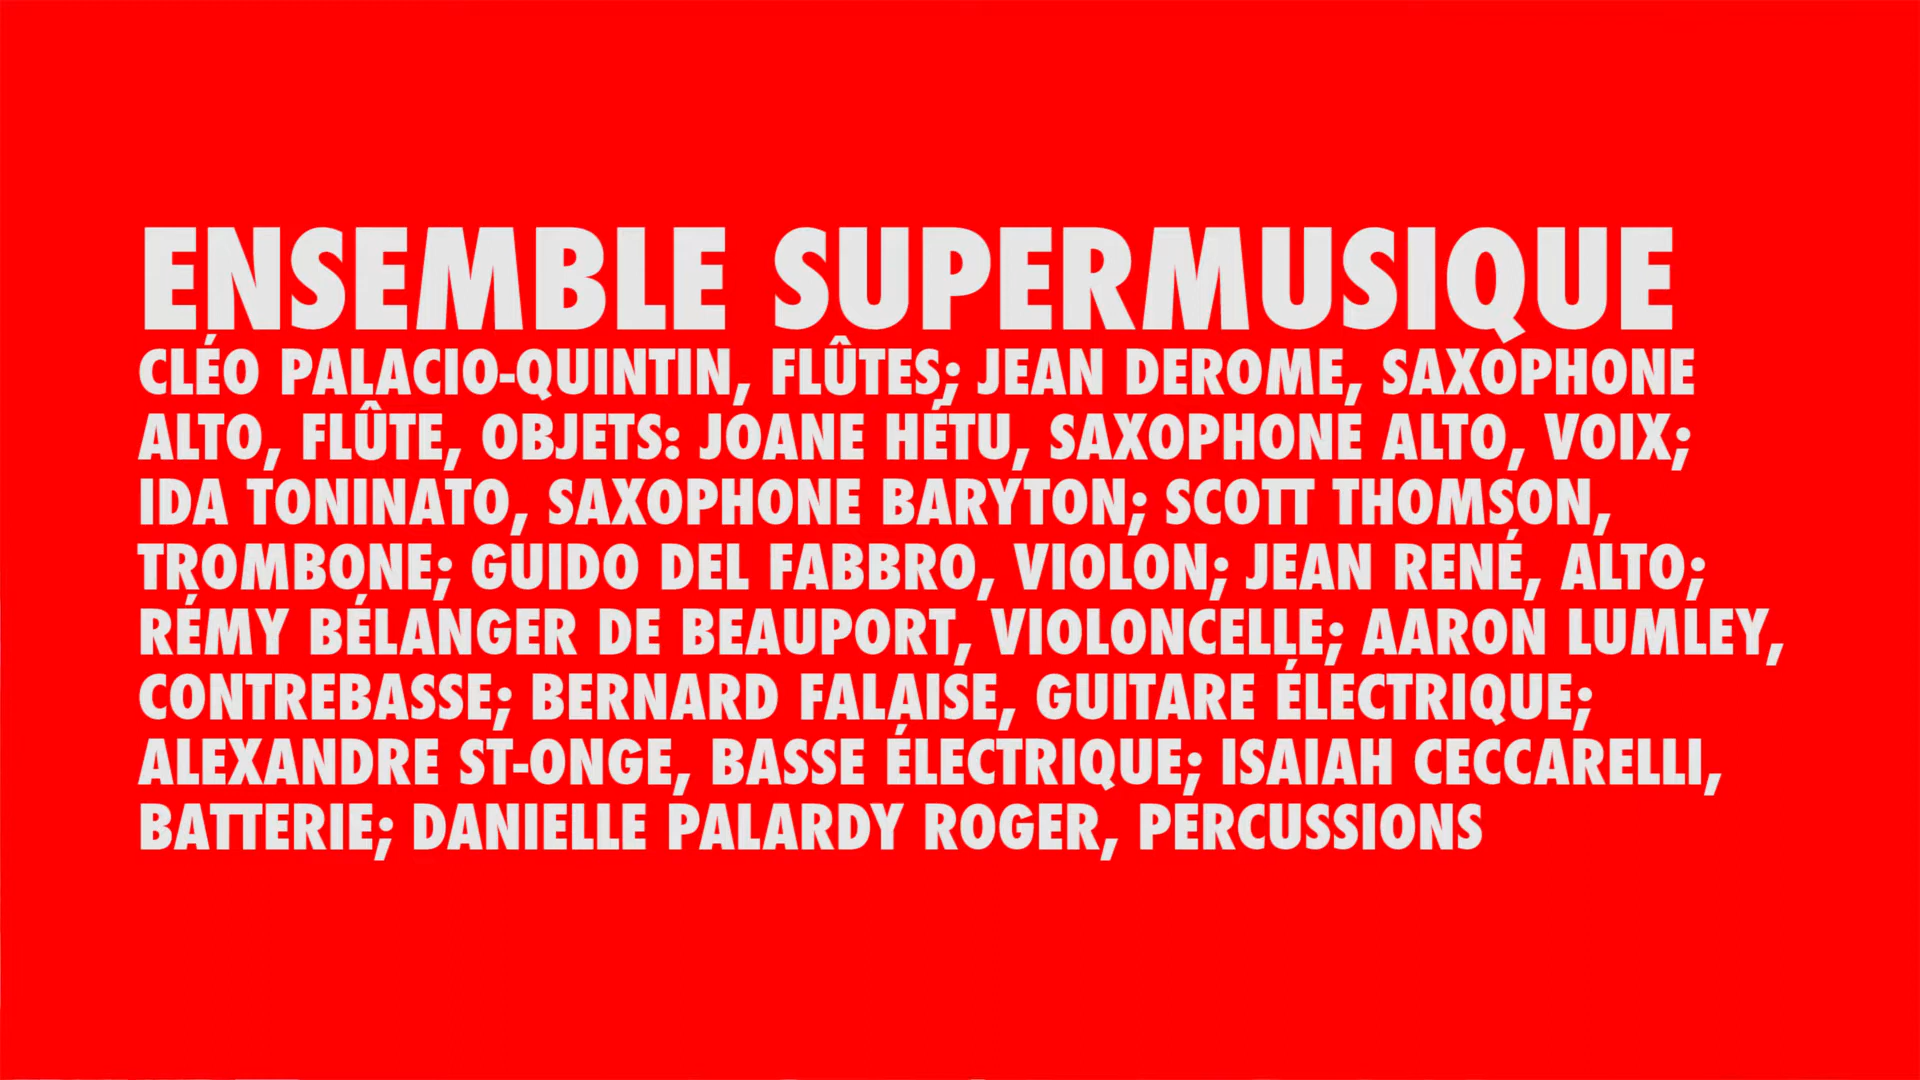 ENSEMBLE SUPERMUSIQUE
CLÉO PALACIO-QUINTIN, FLÛTES; JEAN DEROME, SAXOPHONE
ALTO, FLÛTE, OBJETS: JOANE HÉTU, SAXOPHONE ALTO, VOIX;
IDA TONINATO, SAXOPHONE BARYTON; SCOTT THOMSON,
TROMBONE; GUIDO DEL FABBRO, VIOLON; JEAN RENÉ, ALTO;
RÉMY BÉLANGER DE BEAUPORT, VIOLONCELLE; AARON LUMLEY,
CONTREBASSE; BERNARD FALAISE, GUITARE ÉLECTRIQUE;
ALEXANDRE ST-ONGE, BASSE ÉLECTRIQUE; ISAIAH CECCARELLI,
BATTERIE; DANIELLE PALARDY ROGER, PERCUSSIONS